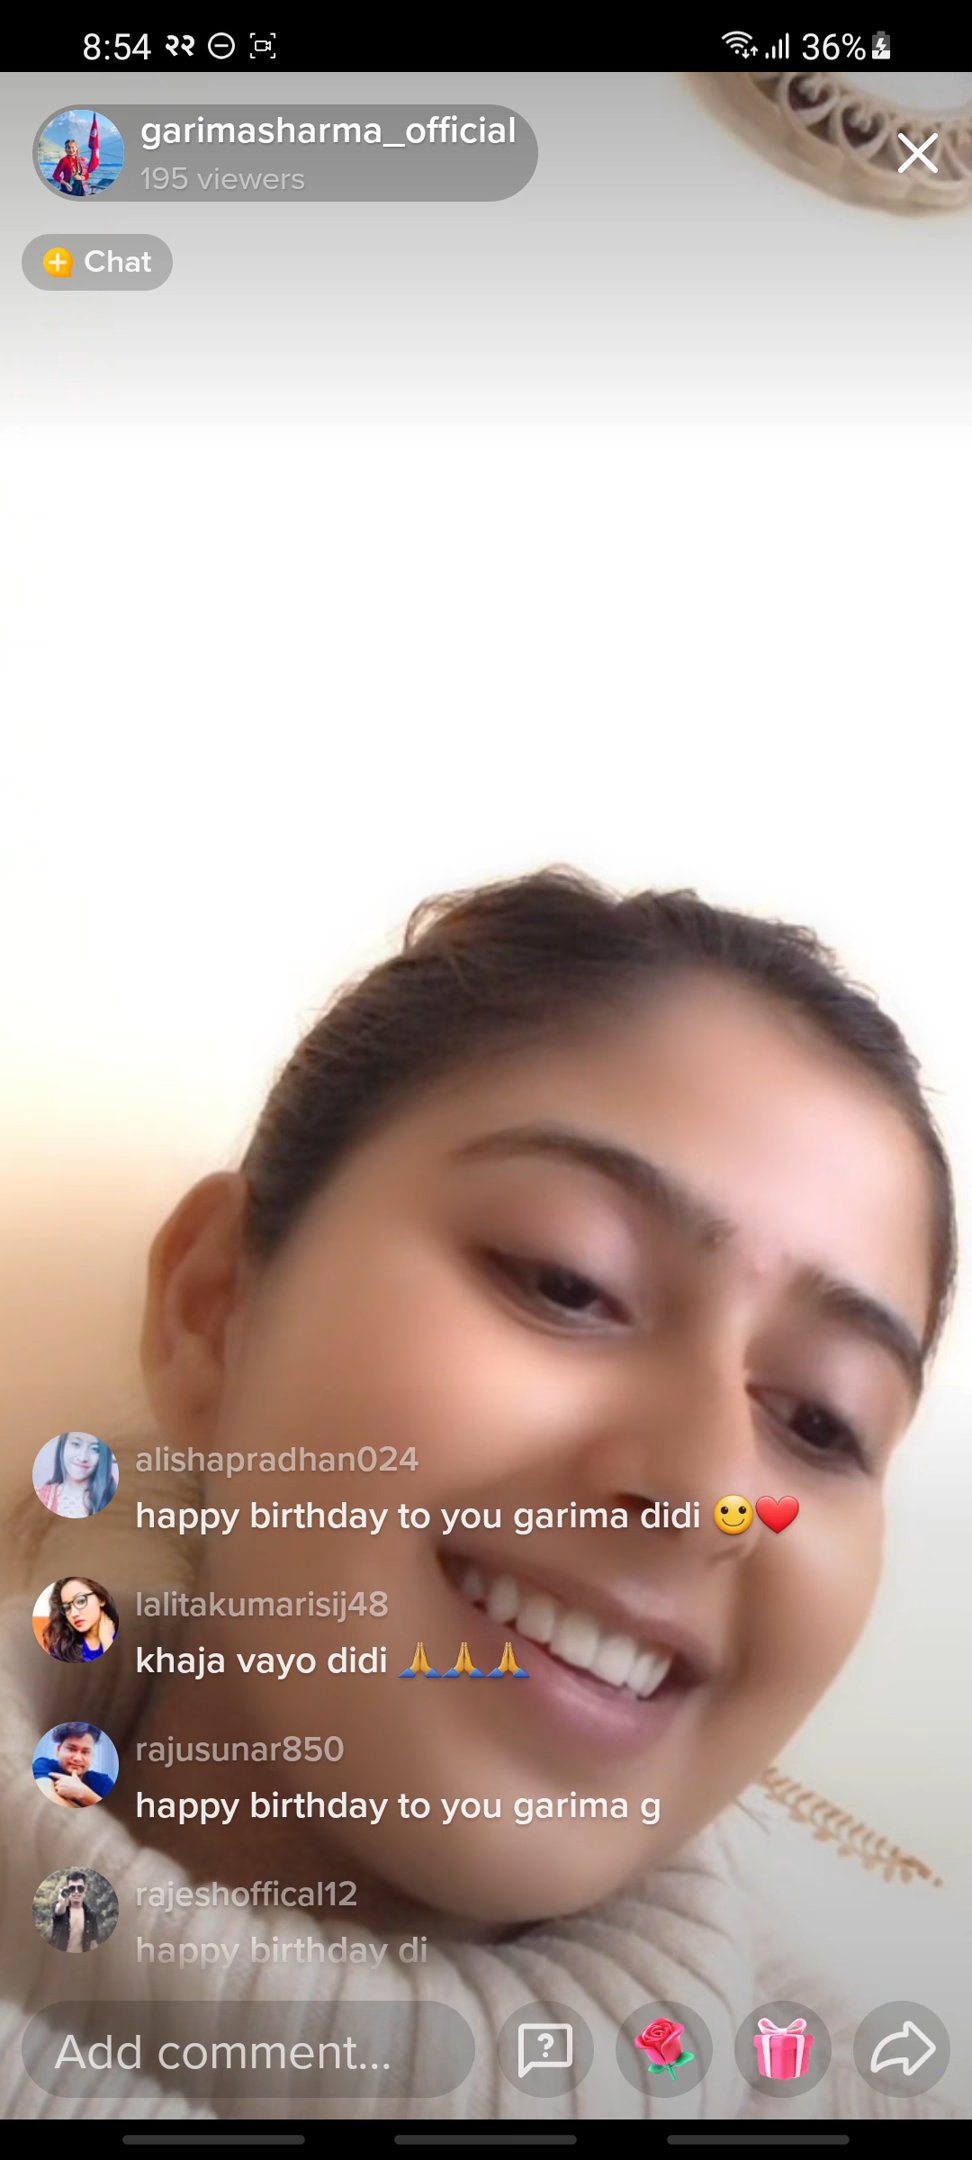 8:54 २२ 36%
garimasharma_official
195 viewers
Chat
alishapradhan024
happy birthday to you garima didi 🙂❤️
lalitakumarisij48
khaja vayo didi 🙏🙏🙏
rajusunar850
happy birthday to you garima g
rajeshoffical12
happy birthday di
Add comment...